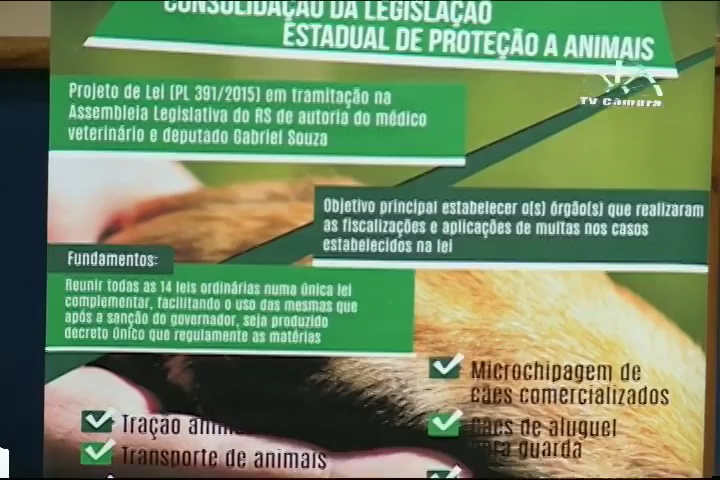 CONSOLIDAÇÃO DA LEGISLAÇÃO
ESTADUAL DE PROTEÇÃO A ANIMAIS
TV Câmara
Projeto de Lei (PL 391/2015) em tramitação na
Assembleia Legislativa do RS de autoria do médico
veterinário e deputado Gabriel Souza
Objetivo principal estabelecer o(s) órgão(s) que realizaram
as fiscalizações e aplicações de multas nos casos
estabelecidos na lei
Fundamentos:
Reunir todas as 14 leis ordinárias numa única lei
complementar, facilitando o uso das mesmas que
após a sanção do governador, seja produzido
decreto único que regulamente as matérias
Microchipagem de
cães comercializados
Tração
Cães de aluguel
para guarda
Transporte de animais